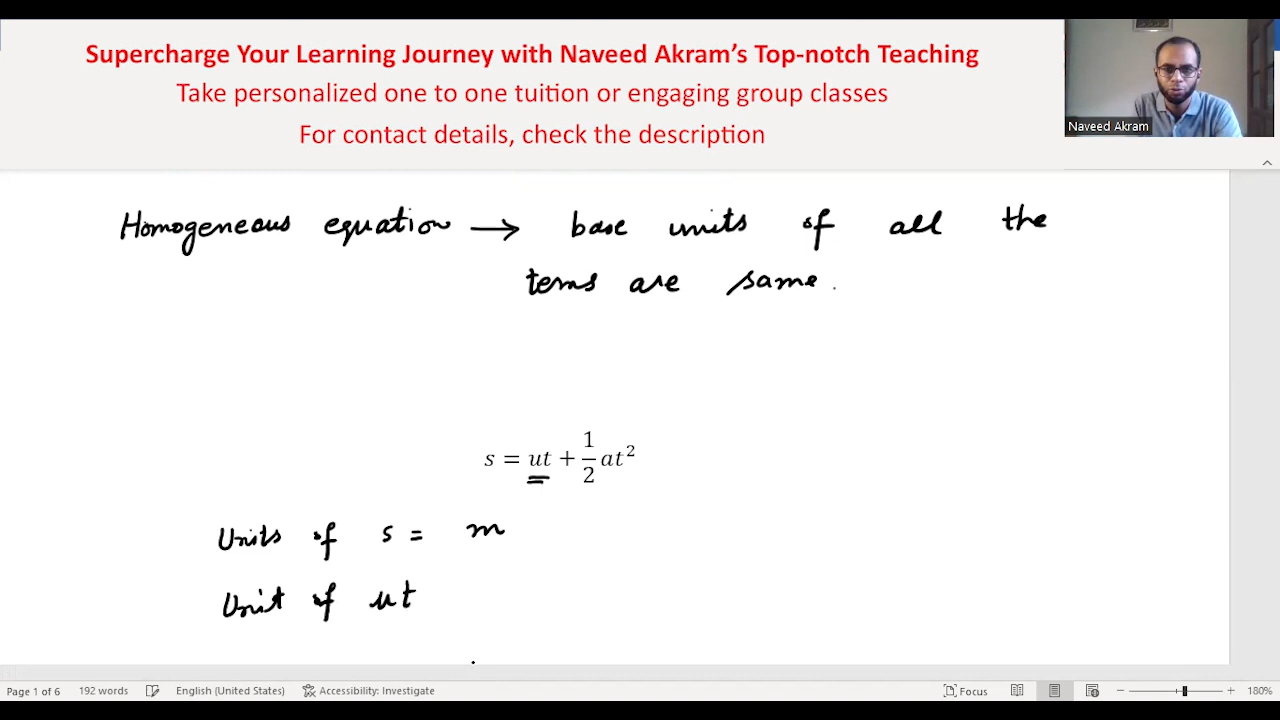 Supercharge Your Learning Journey with Naveed Akram’s Top-notch Teaching
Take personalized one to one tuition or engaging group classes
For contact details, check the description
Naveed Akram
Homogeneous equation → base units of all the
terms are same.
s = ut + 1/2 at²
Units of s = m
Unit of ut
Page 1 of 6 192 words English (United States) Accessibility: Investigate Focus 180%